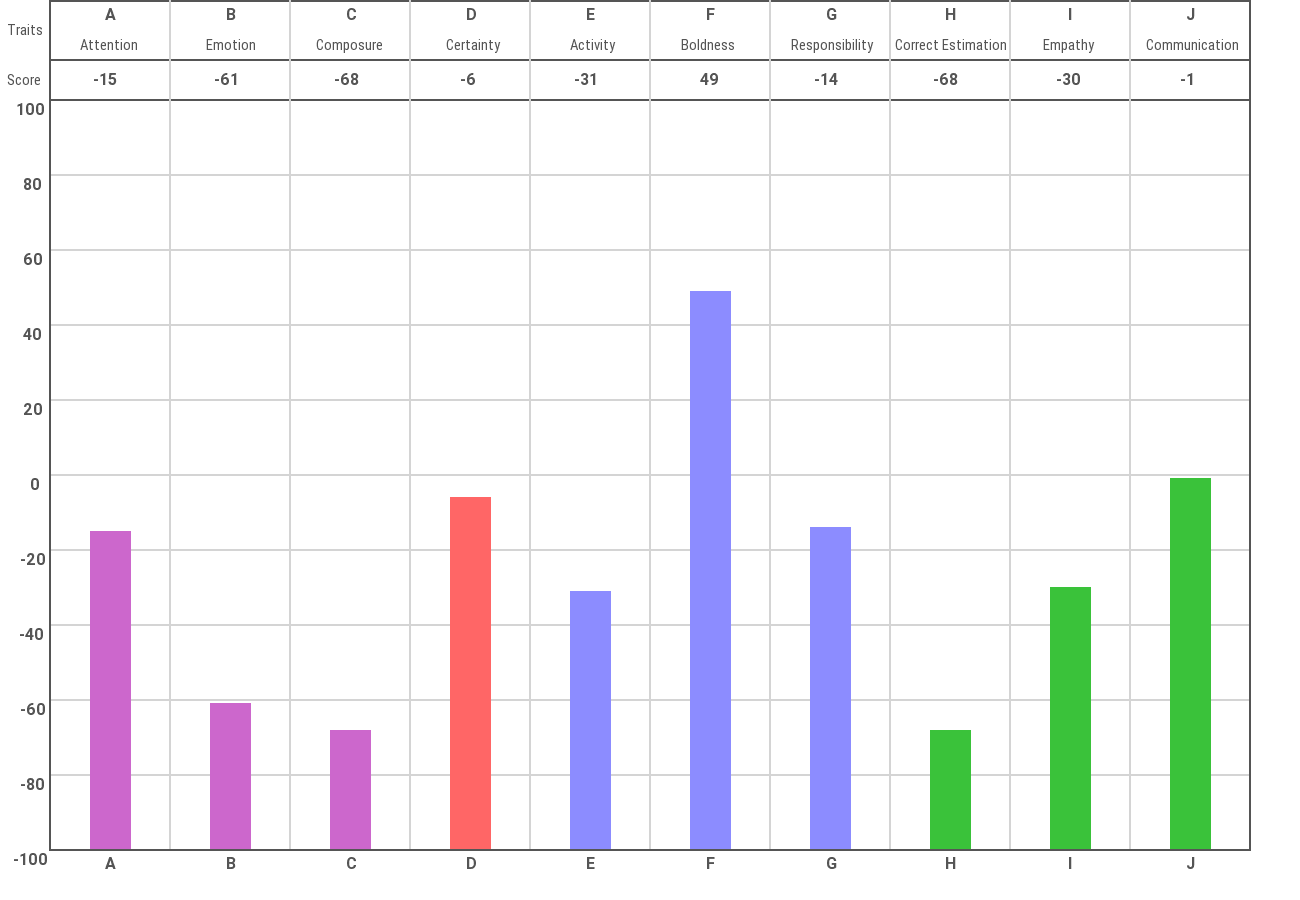 A B C D E F G H I J
Traits
Attention Emotion Composure Certainty Activity Boldness Responsibility Correct Estimation Empathy Communication
Score -15 -61 -68 -6 -31 49 -14 -68 -30 -1
100
80
60
40
20
0
-20
-40
-60
-80
-100
A B C D E F G H I J